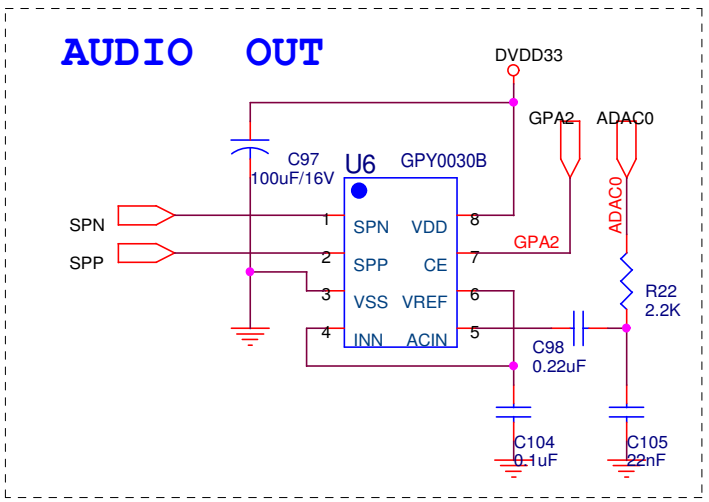 AUDIO OUT
DVDD33
GPA2 ADAC0
C97
100uF/16V
U6 GPY0030B
ADAC0
SPN 1 SPN VDD 8
SPP 2 SPP CE 7 GPA2
3 VSS VREF 6
4 INN ACIN 5
R22
2.2K
C98
0.22uF
C104
0.1uF
C105
22nF